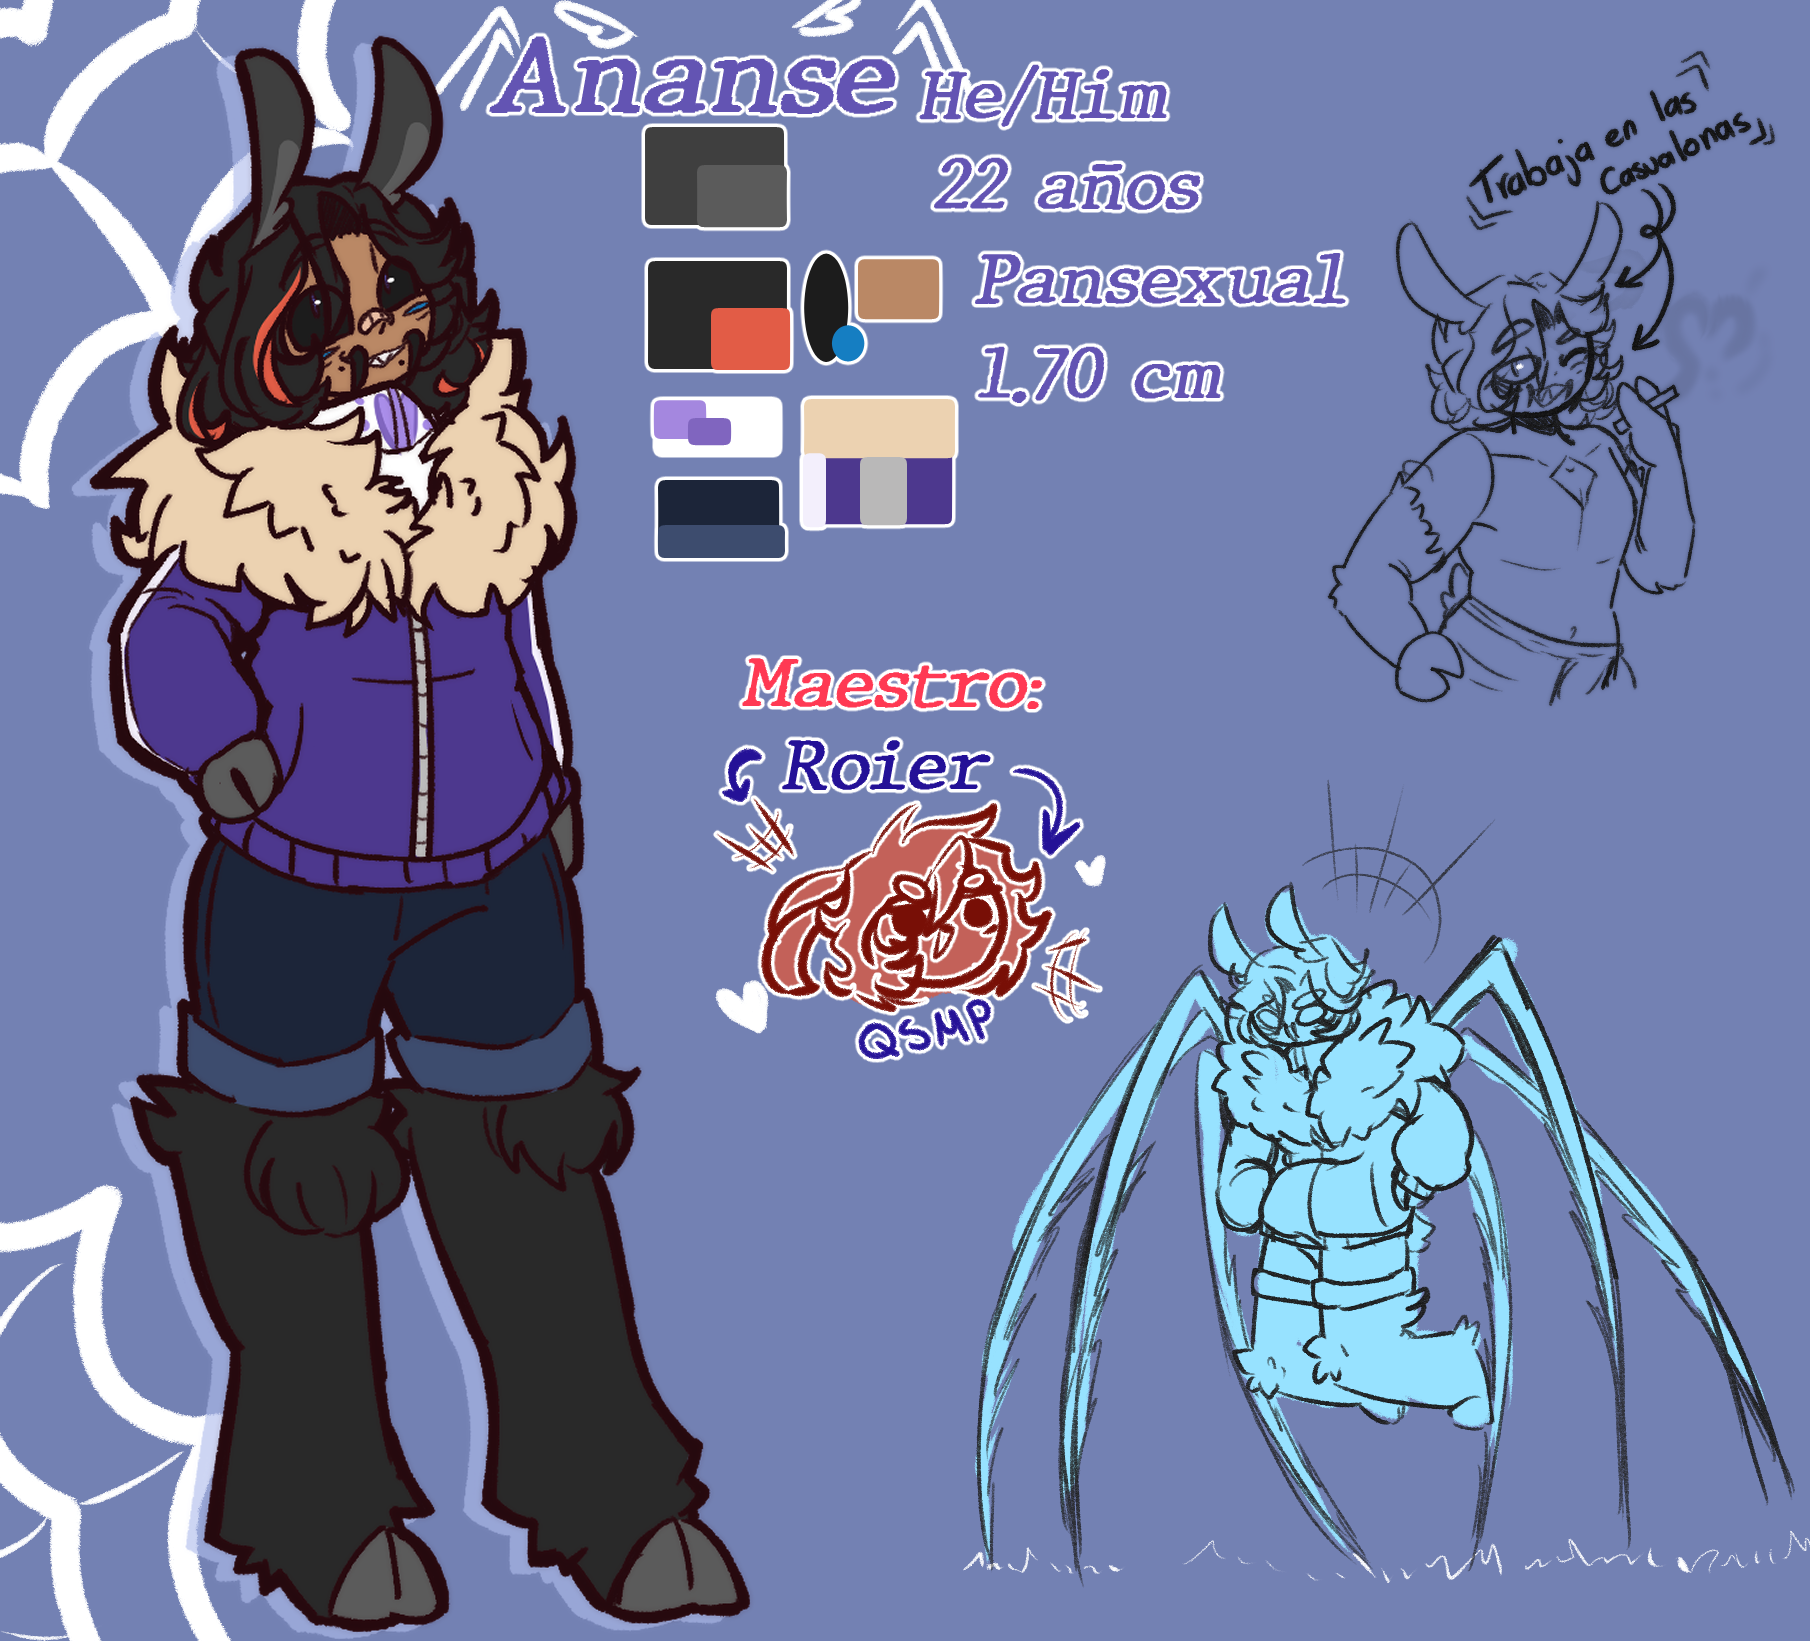 Ananse He/Him
22 años
Pansexual
1.70 cm
Trabaja en las
Casualonas
Maestro:
Roier
QSMP